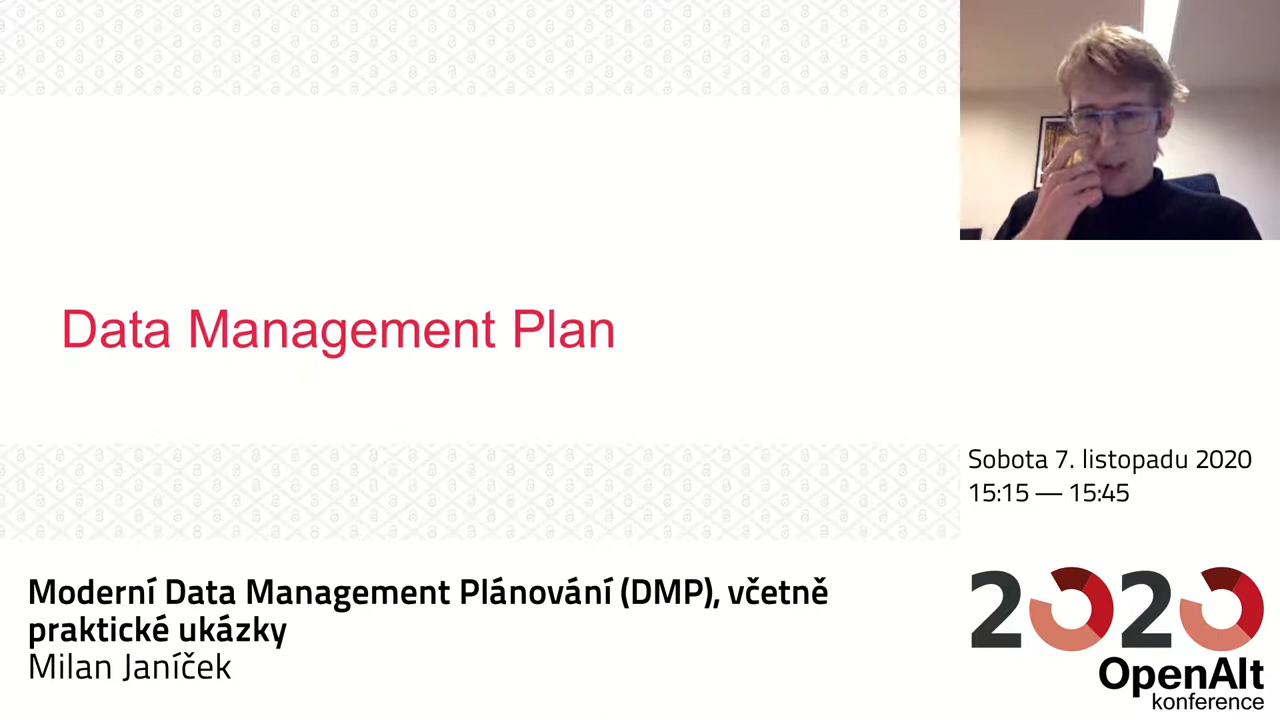 Data Management Plan
Sobota 7. listopadu 2020
15:15 — 15:45
Moderní Data Management Plánování (DMP), včetně
praktické ukázky
Milan Janíček
2020
OpenAlt
konference